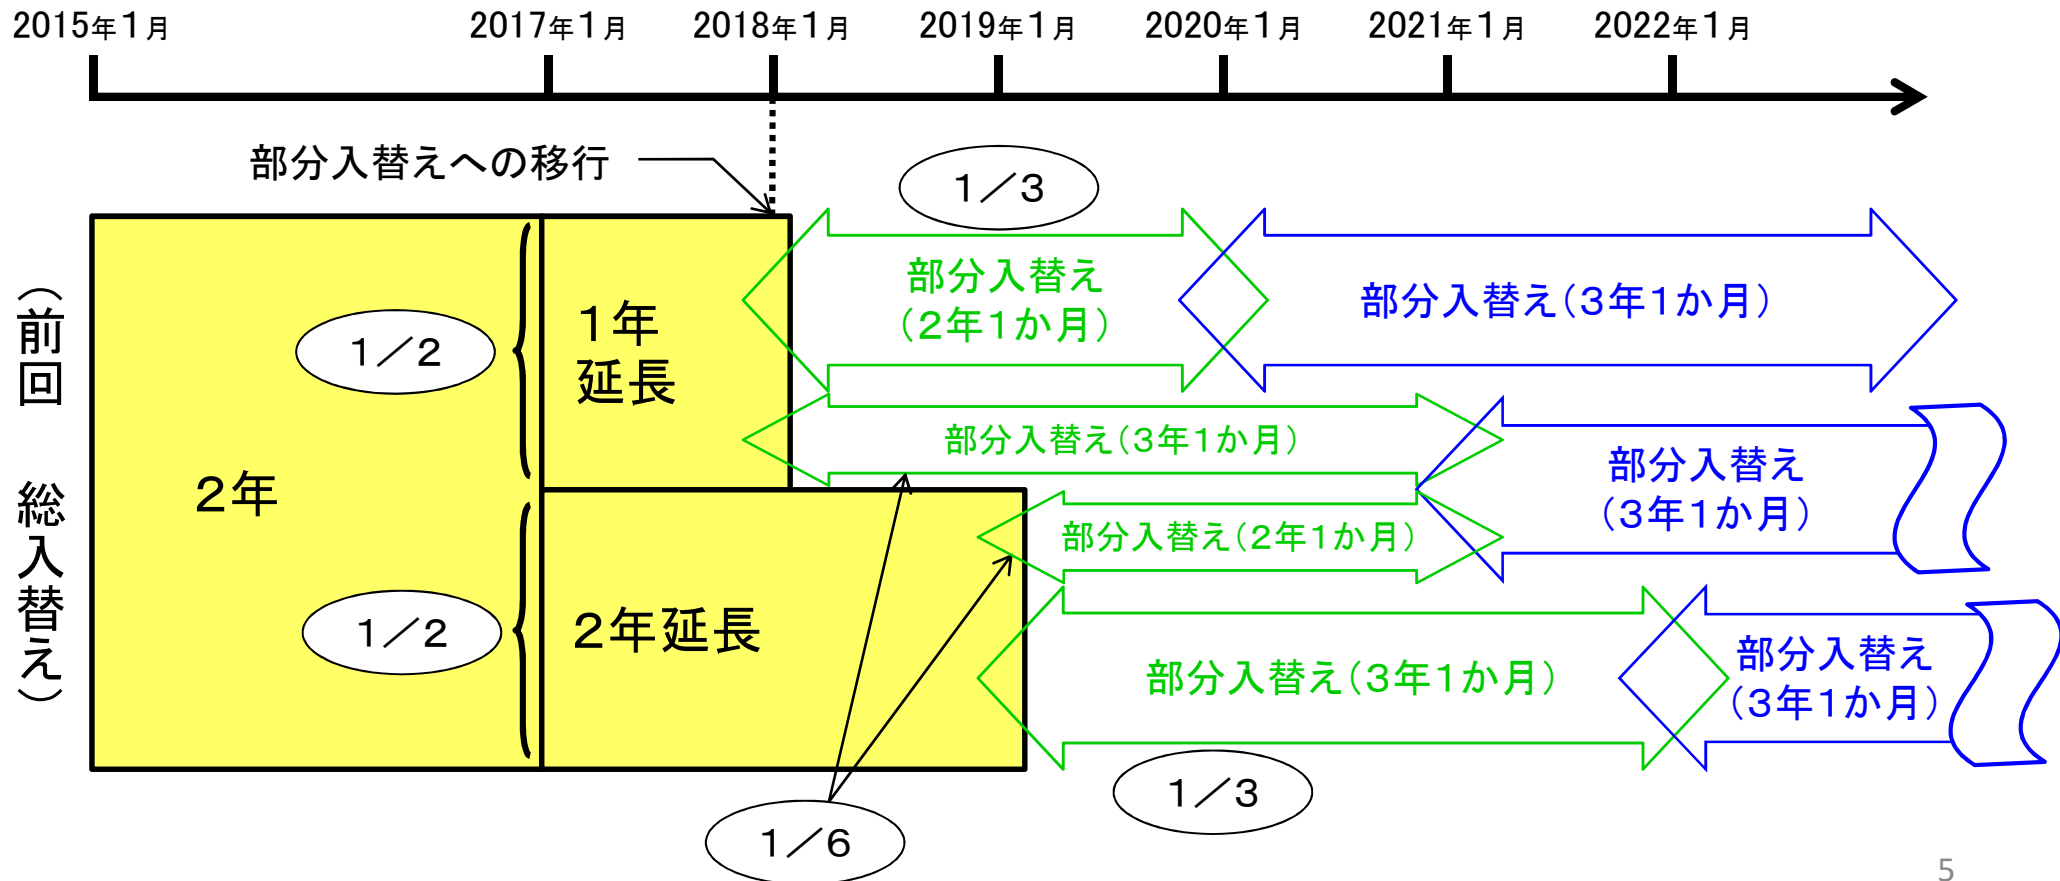 2015年１月
2017年１月
2018年１月
2019年１月
2020年１月
2021年１月
2022年１月
部分入替えへの移行
１／３
（前回　総入替え）
２年
１／２
１年
延長
部分入替え
（２年１か月）
部分入替え（３年１か月）
部分入替え（３年１か月）
部分入替え
（３年１か月）
部分入替え（２年１か月）
１／２
２年延長
部分入替え（３年１か月）
部分入替え
（３年１か月）
１／３
１／６
5